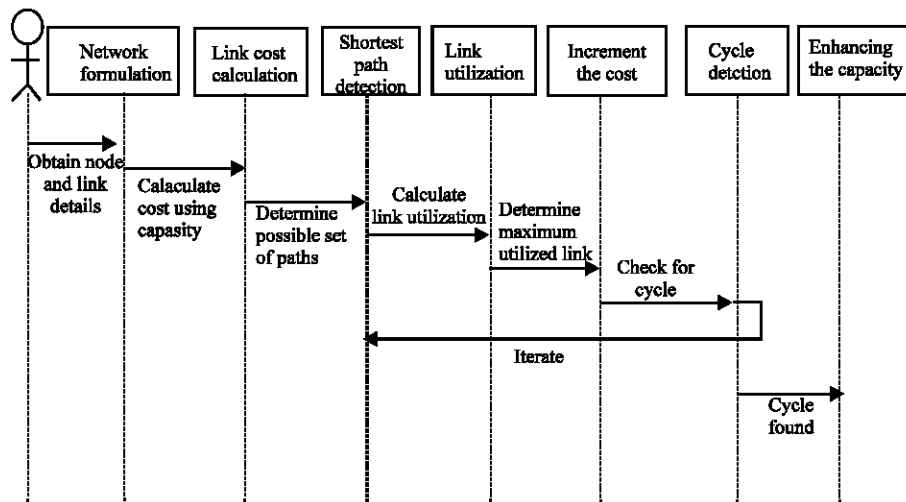 Network
formulation
Link cost
calculation
Shortest
path
detection
Link
utilization
Increment
the cost
Cycle
detction
Enhancing
the capacity
Obtain node
and link
details
Calaculate
cost using
capasity
Determine
possible set
of paths
Calculate
link utilization
Determine
maximum
utilized link
Check for
cycle
Iterate
Cycle
found